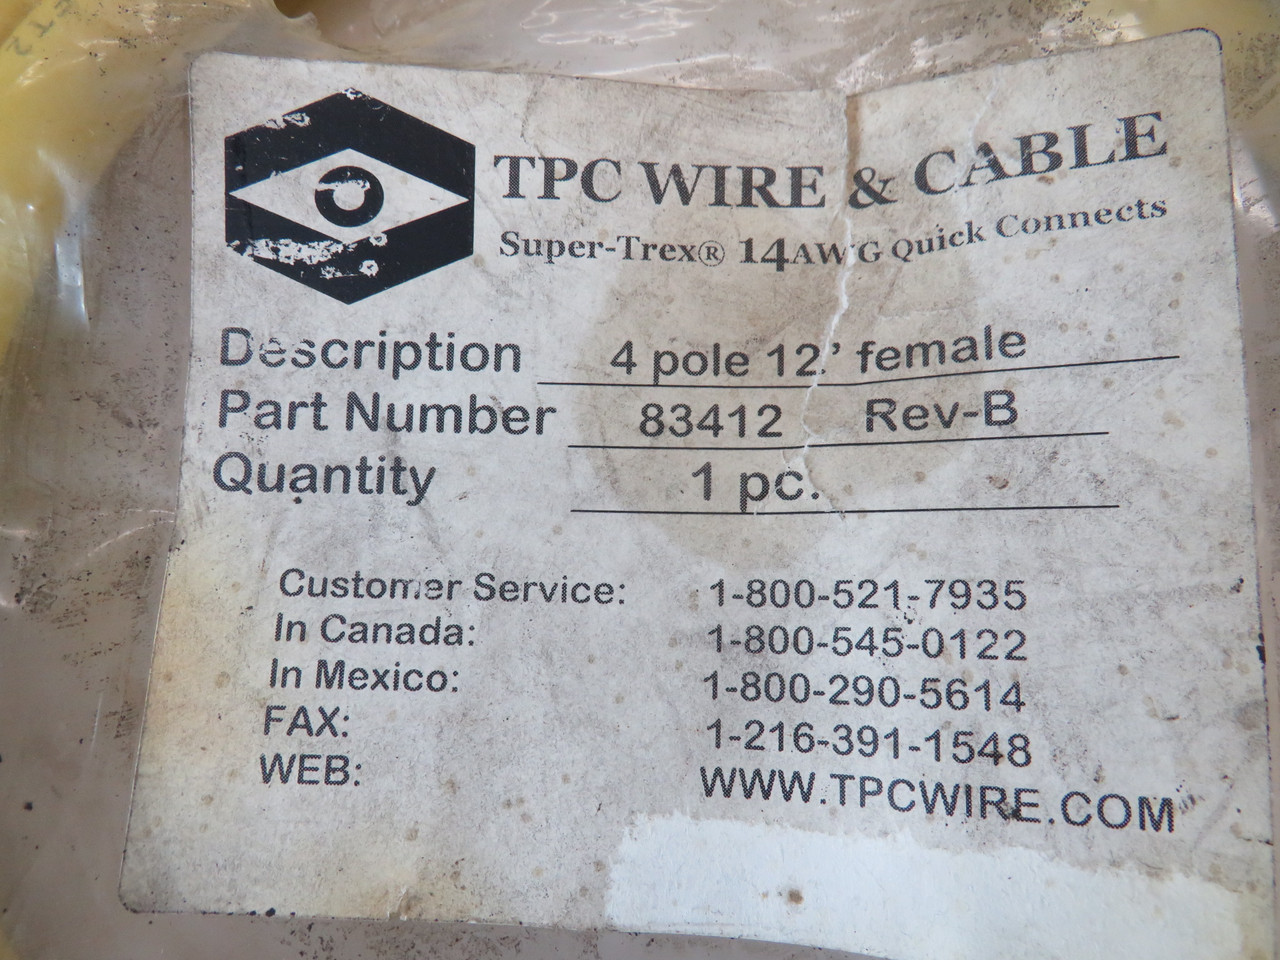 TPC WIRE & CABLE
Super-Trex® 14AWG Quick Connects
Description 4 pole 12' female
Part Number 83412 Rev-B
Quantity 1 pc.
Customer Service: 1-800-521-7935
In Canada: 1-800-545-0122
In Mexico: 1-800-290-5614
FAX: 1-216-391-1548
WEB: WWW.TPCWIRE.COM